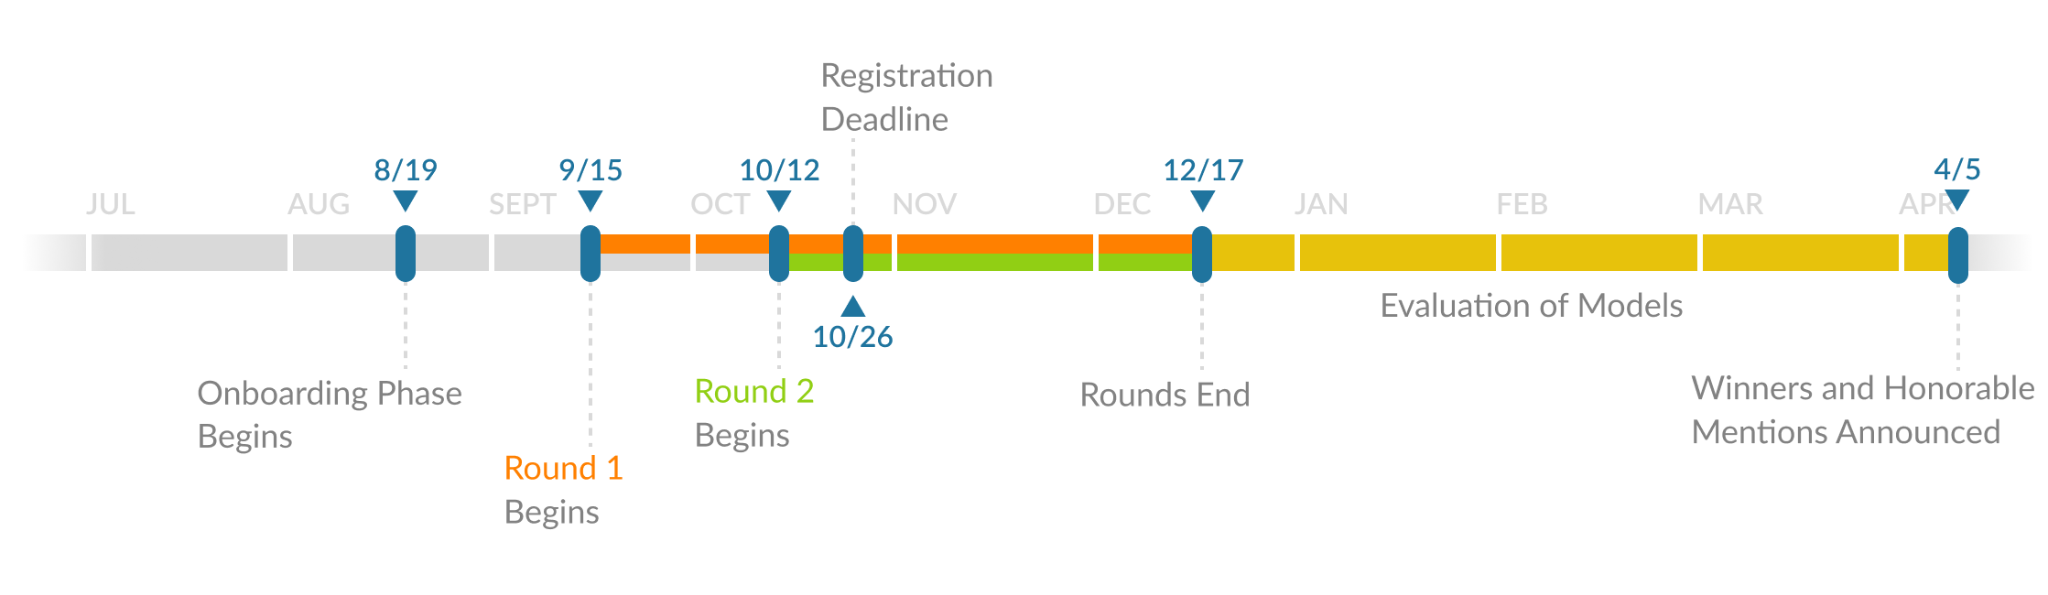 Registration
Deadline
8/19
9/15
10/12
12/17
4/5
JUL
AUG
SEPT
OCT
NOV
DEC
JAN
FEB
MAR
APR
Evaluation of Models
10/26
Onboarding Phase
Begins
Round 1
Begins
Round 2
Begins
Rounds End
Winners and Honorable
Mentions Announced